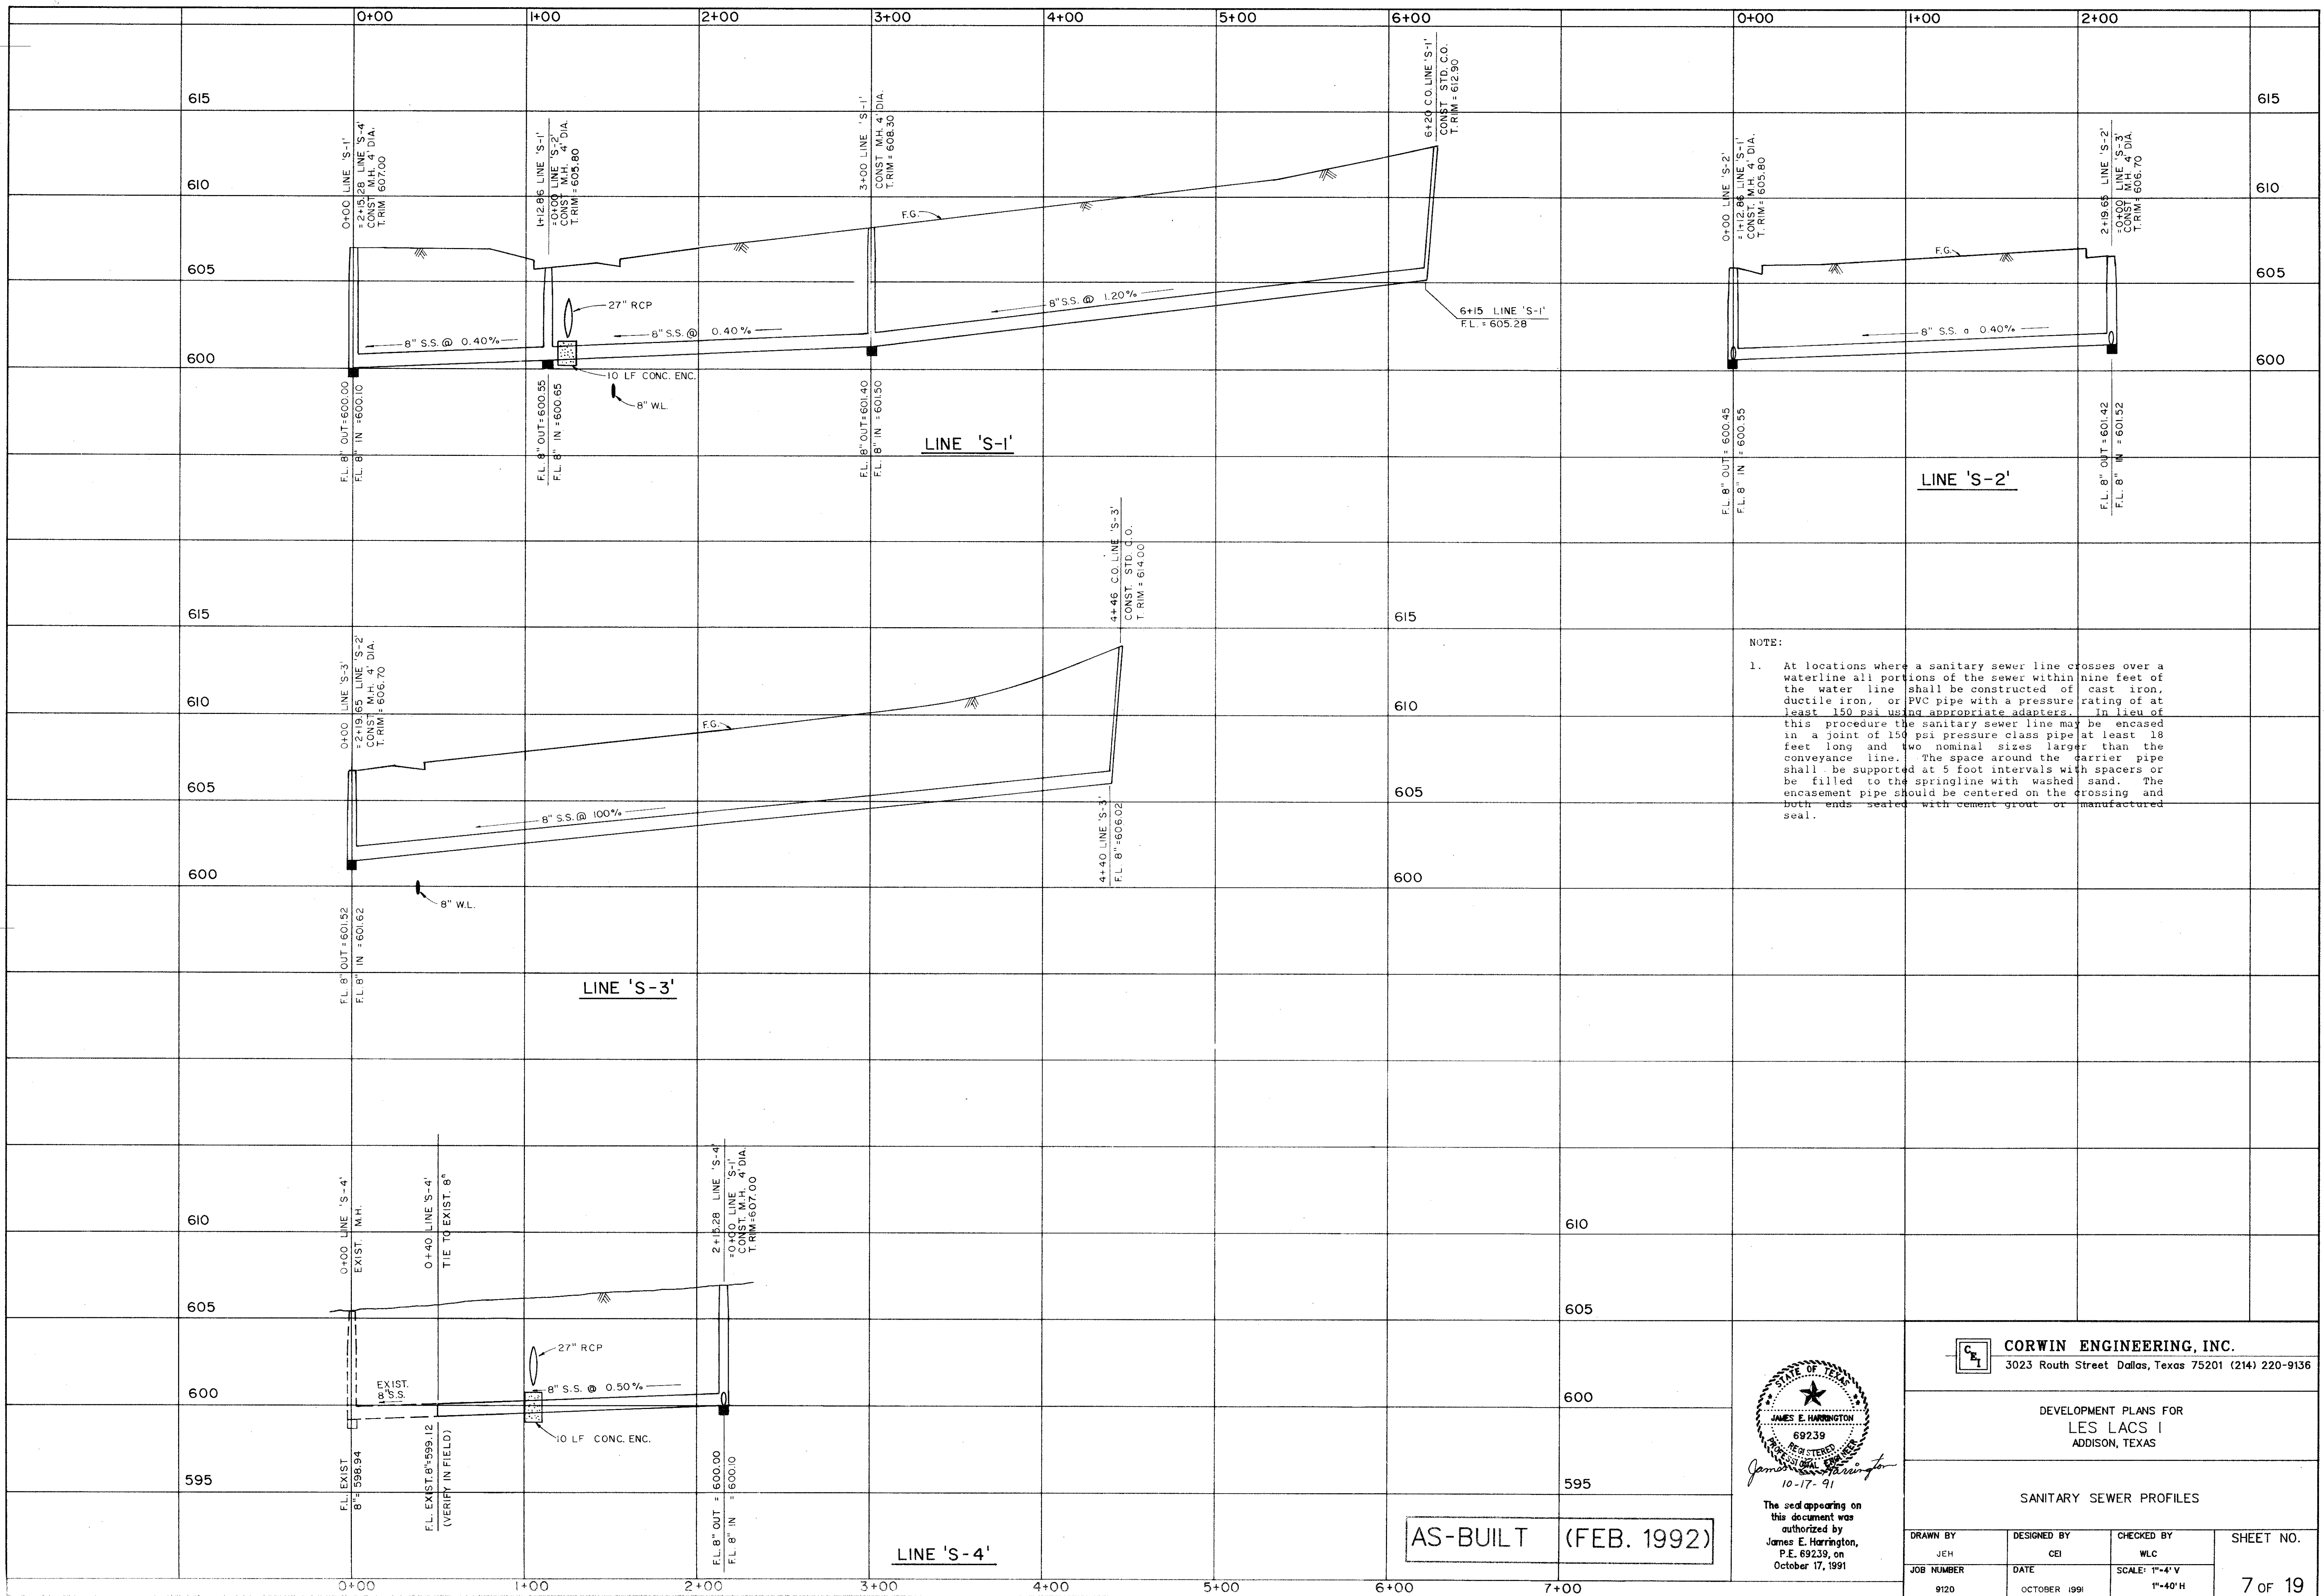 0+00 1+00 2+00 3+00 4+00 5+00 6+00 0+00 1+00 2+00
615
615
610
610
605
605
600
600
0+00 LINE 'S-1'
= 2+15.28 LINE 'S-4'
CONST M.H. 4' DIA.
T. RIM 607.00
1+12.86 LINE 'S-1'
=0+00 LINE 'S-2'
CONST M.H. 4' DIA.
T. RIM = 605.80
3+00 LINE 'S-1'
CONST M.H. 4' DIA.
T. RIM = 608.30
6+20 C.O. LINE 'S-1'
CONST STD. C.O.
T. RIM = 612.90
F.G.
27" RCP
8" S.S. @ 0.40%
8" S.S. @ 0.40%
8" S.S. @ 1.20%
6+15 LINE 'S-1'
F.L. = 605.28
10 LF CONC. ENC.
8" W.L.
F.L. 8" OUT = 600.00
F.L. 8" IN = 600.10
F.L. 8" OUT = 600.55
F.L. 8" IN = 600.65
F.L. 8" OUT = 601.40
F.L. 8" IN = 601.50
LINE 'S-1'
0+00 LINE 'S-2'
= 1+12.86 LINE 'S-1'
CONST. M.H. 4' DIA.
T. RIM = 605.80
2+19.65 LINE 'S-2'
=0+00 LINE 'S-3'
CONST M.H. 4' DIA.
T. RIM = 606.70
F.G.
8" S.S. a 0.40%
F.L. 8" OUT = 600.45
F.L. 8" IN = 600.55
F.L. 8" OUT = 601.42
F.L. 8" IN = 601.52
LINE 'S-2'
615
615
610
610
605
605
600
600
0+00 LINE 'S-3'
= 2+19.65 LINE 'S-2'
CONST M.H. 4' DIA.
T. RIM = 606.70
4+46 C.O. LINE 'S-3'
CONST. STD. C.O.
T. RIM = 614.00
F.G.
8" S.S. @ 100%
4+40 LINE 'S-3'
F.L. 8" = 606.02
8" W.L.
F.L. 8" OUT = 601.52
F.L. 8" IN = 601.62
LINE 'S-3'
NOTE:
1. At locations where a sanitary sewer line crosses over a
waterline all portions of the sewer within nine feet of
the water line shall be constructed of cast iron,
ductile iron, or PVC pipe with a pressure rating of at
least 150 psi using appropriate adapters. In lieu of
this procedure the sanitary sewer line may be encased
in a joint of 150 psi pressure class pipe at least 18
feet long and two nominal sizes larger than the
conveyance line. The space around the carrier pipe
shall be supported at 5 foot intervals with spacers or
be filled to the springline with washed sand. The
encasement pipe should be centered on the crossing and
both ends sealed with cement grout or manufactured
seal.
610
610
605
605
600
600
595
595
0+00 LINE 'S-4'
EXIST. M.H.
0+40 LINE 'S-4'
TIE TO EXIST. 8"
2+15.28 LINE 'S-4'
=0+00 LINE 'S-1'
CONST. M.H. 4' DIA.
T. RIM=607.00
27" RCP
EXIST.
8" S.S.
8" S.S. @ 0.50%
10 LF CONC. ENC.
F.L. EXIST
8"= 598.94
F.L. EXIST. 8"=599.12
(VERIFY IN FIELD)
F.L. 8" OUT = 600.00
F.L. 8" IN = 600.10
LINE 'S-4'
0+00 1+00 2+00 3+00 4+00 5+00 6+00 7+00
AS-BUILT (FEB. 1992)
STATE OF TEXAS
JAMES E. HARRINGTON
69239
REGISTERED
PROFESSIONAL ENGINEER
James E. Harrington
10-17-91
The seal appearing on
this document was
authorized by
James E. Harrington,
P.E. 69239, on
October 17, 1991
CEI
CORWIN ENGINEERING, INC.
3023 Routh Street Dallas, Texas 75201 (214) 220-9136
DEVELOPMENT PLANS FOR
LES LACS I
ADDISON, TEXAS
SANITARY SEWER PROFILES
DRAWN BY
JEH
DESIGNED BY
CEI
CHECKED BY
WLC
SHEET NO.
JOB NUMBER
9120
DATE
OCTOBER 1991
SCALE: 1"=4' V
1"=40' H
7 OF 19